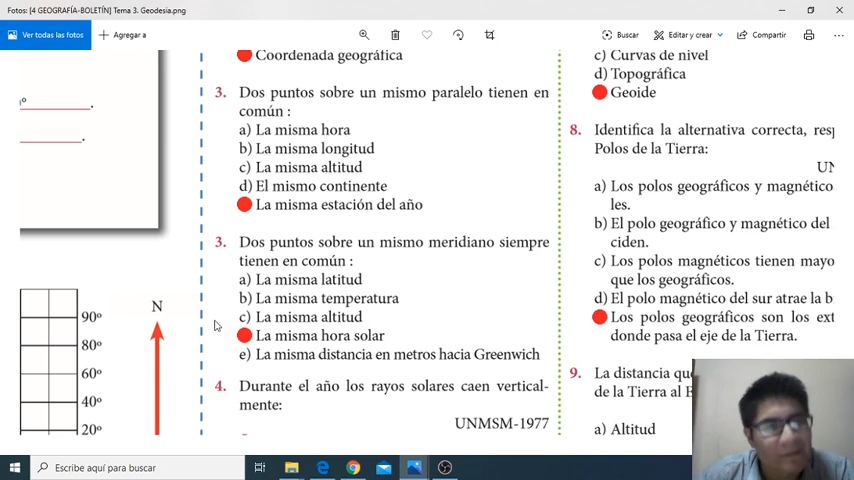 Fotos: [4 GEOGRAFÍA-BOLETÍN] Tema 3. Geodesia.png
Ver todas las fotos
Agregar a
Buscar
Editar y crear
Compartir
o
.
.
90º
80º
60º
40º
20º
N
Coordenada geográfica
3. Dos puntos sobre un mismo paralelo tienen en
común :
a) La misma hora
b) La misma longitud
c) La misma altitud
d) El mismo continente
La misma estación del año
3. Dos puntos sobre un mismo meridiano siempre
tienen en común :
a) La misma latitud
b) La misma temperatura
c) La misma altitud
La misma hora solar
e) La misma distancia en metros hacia Greenwich
4. Durante el año los rayos solares caen vertical-
mente:
UNMSM-1977
c) Curvas de nivel
d) Topográfica
Geoide
8. Identifica la alternativa correcta, resp
Polos de la Tierra:
UN
a) Los polos geográficos y magnético
les.
b) El polo geográfico y magnético del
ciden.
c) Los polos magnéticos tienen mayo
que los geográficos.
d) El polo magnético del sur atrae la b
Los polos geográficos son los ext
donde pasa el eje de la Tierra.
9. La distancia que
de la Tierra al E
a) Altitud
Escribe aquí para buscar